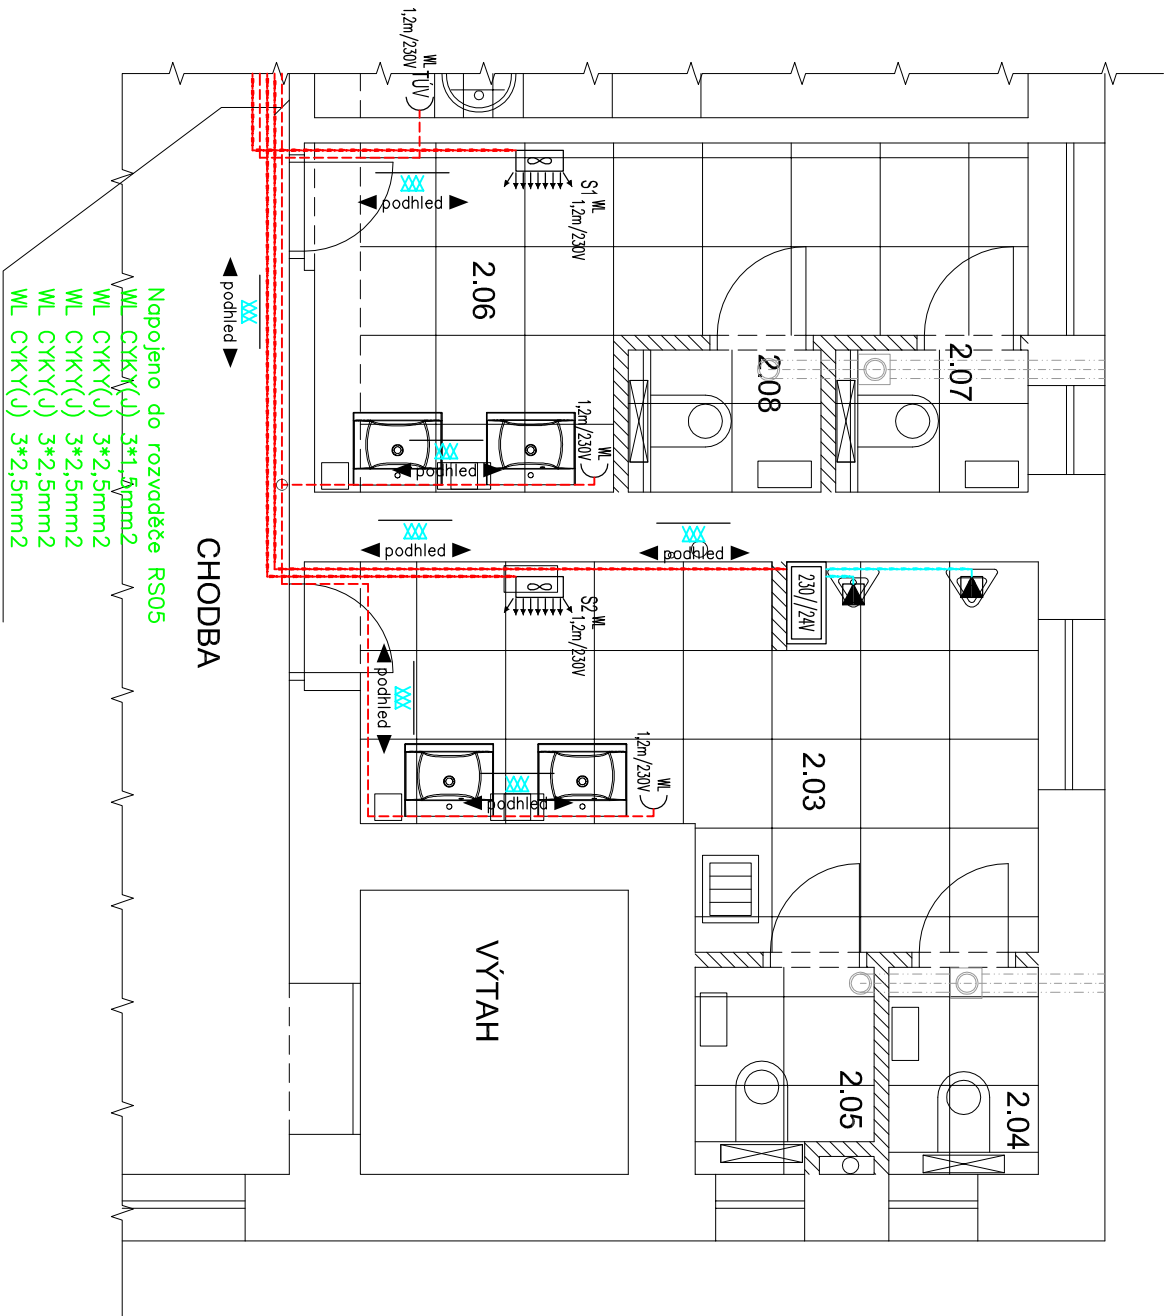 WL TÚV
1,2m/230V
S1 WL
1,2m/230V
podhled
2.06
podhled
2.07
2.08
WL
1,2m/230V
podhled
Napojeno do rozvaděče RS05
WL CYKY(J) 3*1,5mm2
WL CYKY(J) 3*2,5mm2
WL CYKY(J) 3*2,5mm2
WL CYKY(J) 3*2,5mm2
WL CYKY(J) 3*2,5mm2
CHODBA
podhled
podhled
230//24V
S2 WL
1,2m/230V
podhled
2.03
WL
1,2m/230V
podhled
VÝTAH
2.05
2.04